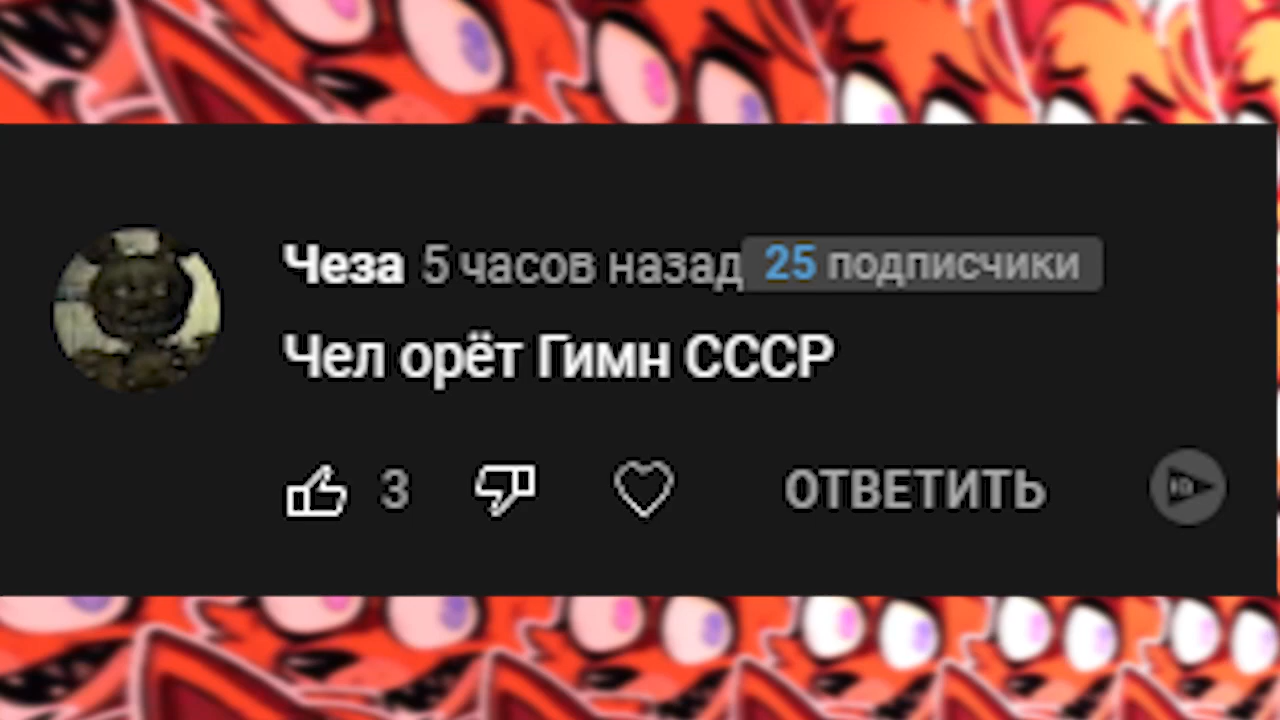 Чеза 5 часов назад 25 подписчики
Чел орёт Гимн СССР
3 ОТВЕТИТЬ